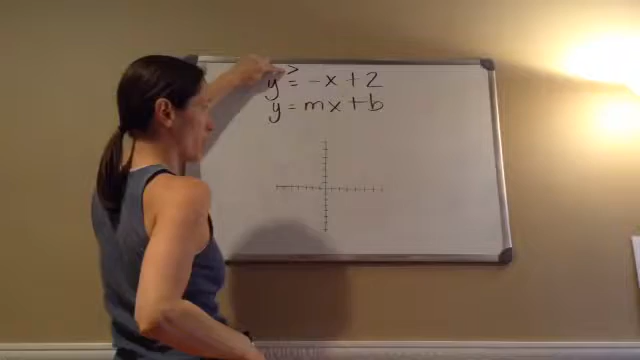 y > = -x + 2
y = mx + b